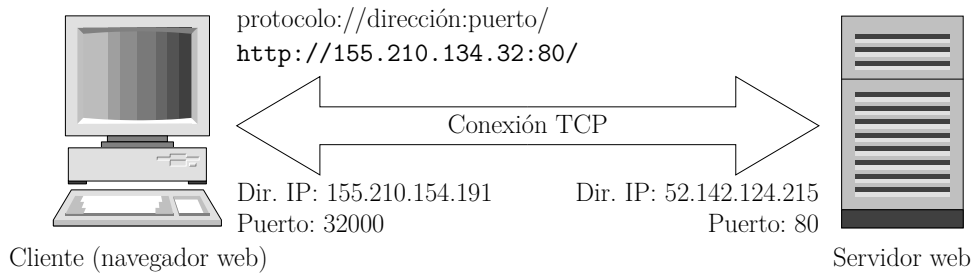 protocolo://dirección:puerto/
http://155.210.134.32:80/
Conexión TCP
Dir. IP: 155.210.154.191
Puerto: 32000
Dir. IP: 52.142.124.215
Puerto: 80
Cliente (navegador web)
Servidor web